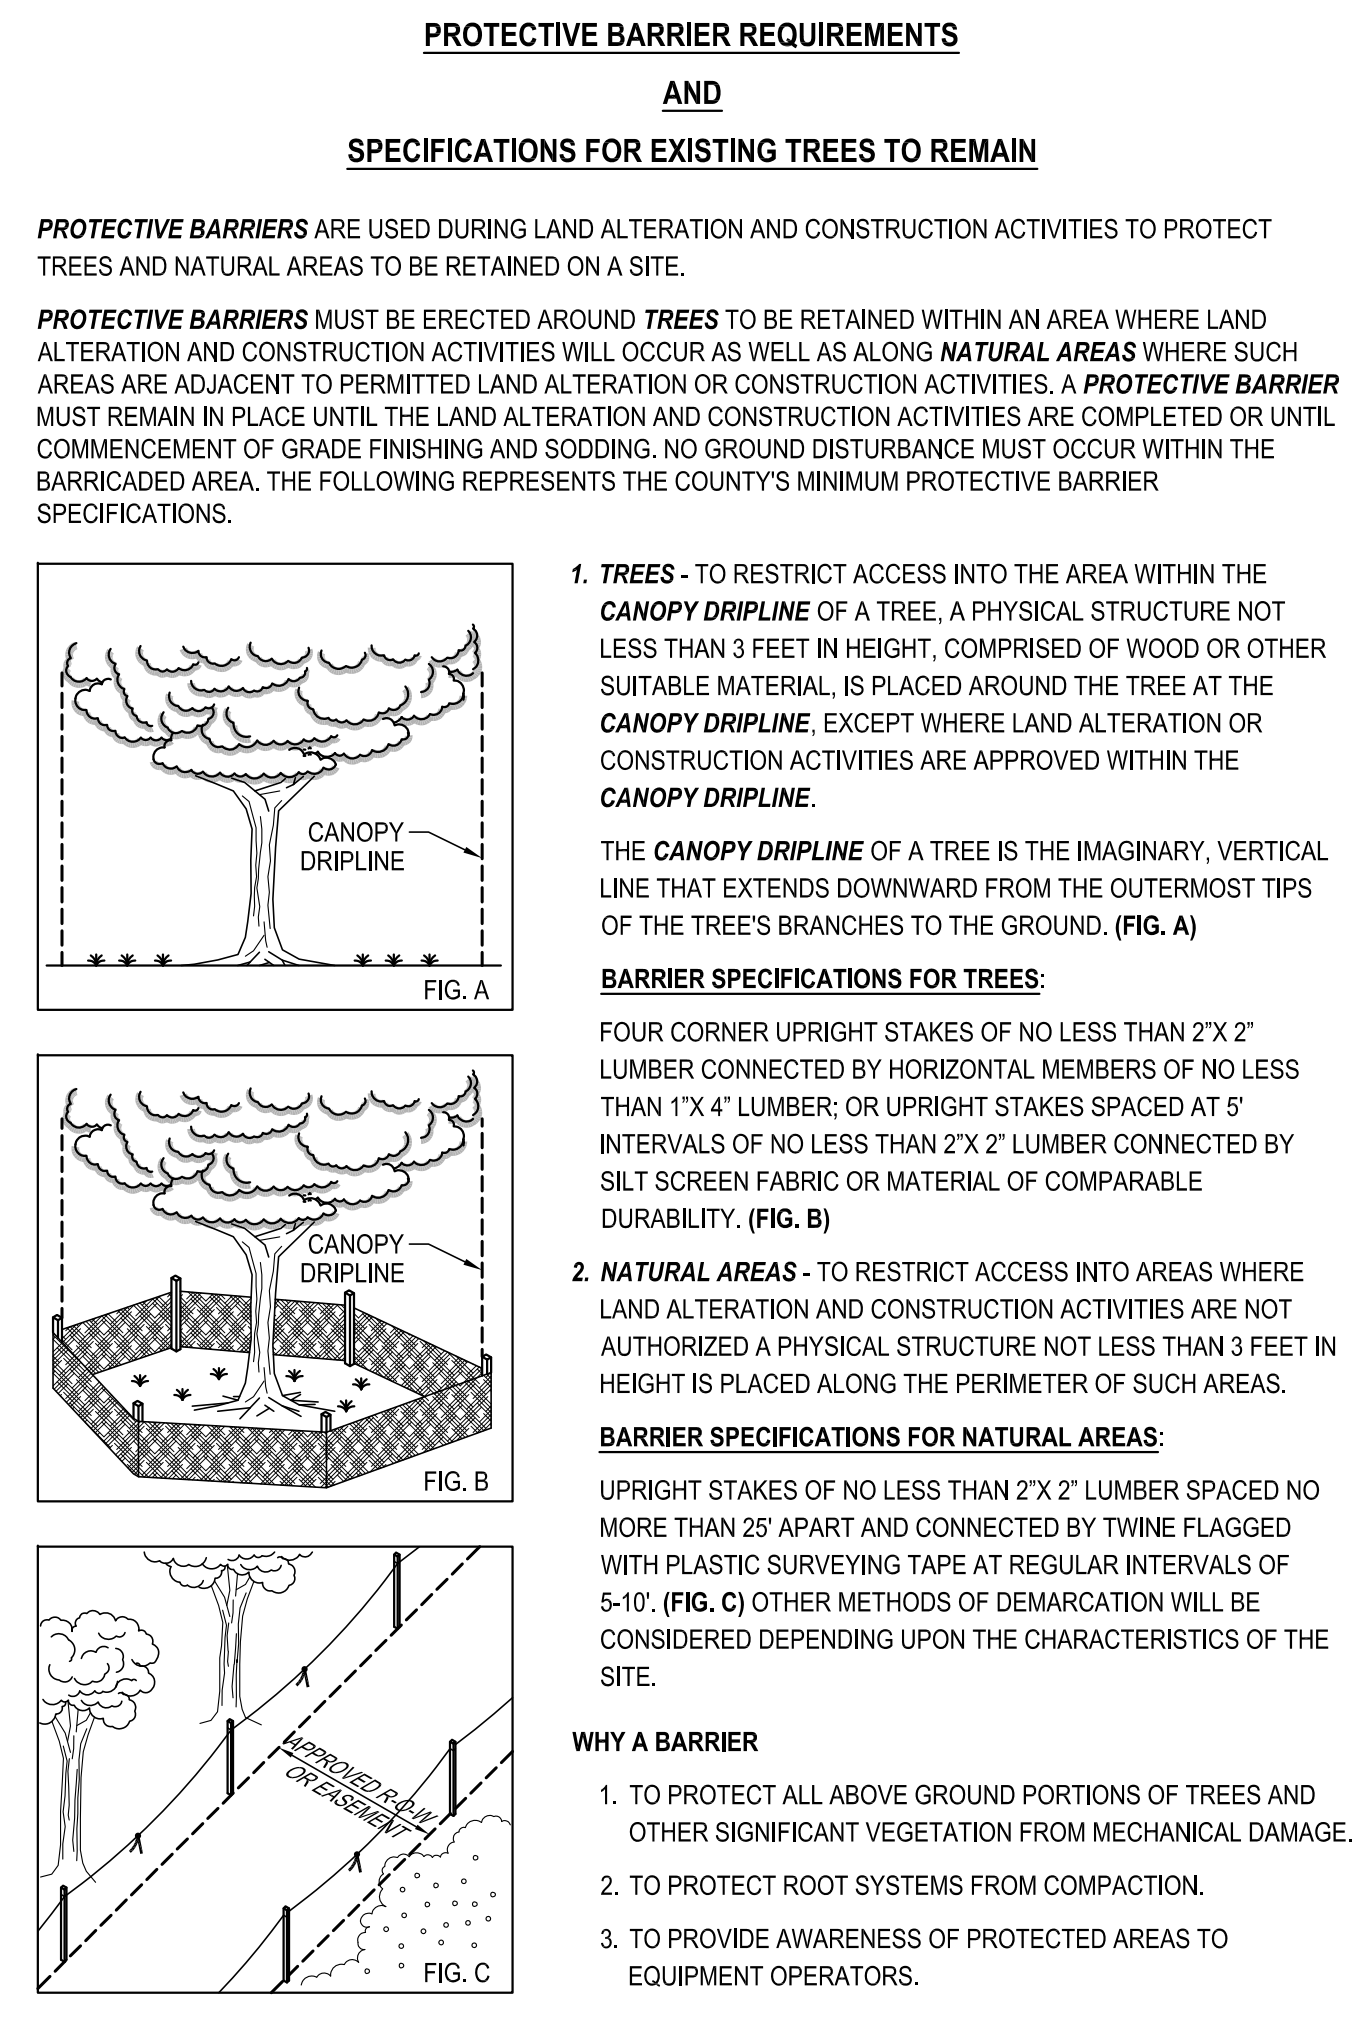 PROTECTIVE BARRIER REQUIREMENTS
AND
SPECIFICATIONS FOR EXISTING TREES TO REMAIN
PROTECTIVE BARRIERS ARE USED DURING LAND ALTERATION AND CONSTRUCTION ACTIVITIES TO PROTECT
TREES AND NATURAL AREAS TO BE RETAINED ON A SITE.
PROTECTIVE BARRIERS MUST BE ERECTED AROUND TREES TO BE RETAINED WITHIN AN AREA WHERE LAND
ALTERATION AND CONSTRUCTION ACTIVITIES WILL OCCUR AS WELL AS ALONG NATURAL AREAS WHERE SUCH
AREAS ARE ADJACENT TO PERMITTED LAND ALTERATION OR CONSTRUCTION ACTIVITIES. A PROTECTIVE BARRIER
MUST REMAIN IN PLACE UNTIL THE LAND ALTERATION AND CONSTRUCTION ACTIVITIES ARE COMPLETED OR UNTIL
COMMENCEMENT OF GRADE FINISHING AND SODDING. NO GROUND DISTURBANCE MUST OCCUR WITHIN THE
BARRICADED AREA. THE FOLLOWING REPRESENTS THE COUNTY'S MINIMUM PROTECTIVE BARRIER
SPECIFICATIONS.
CANOPY
DRIPLINE
FIG. A
CANOPY
DRIPLINE
FIG. B
APPROVED R-O-W
OR EASEMENT
FIG. C
1. TREES - TO RESTRICT ACCESS INTO THE AREA WITHIN THE
CANOPY DRIPLINE OF A TREE, A PHYSICAL STRUCTURE NOT
LESS THAN 3 FEET IN HEIGHT, COMPRISED OF WOOD OR OTHER
SUITABLE MATERIAL, IS PLACED AROUND THE TREE AT THE
CANOPY DRIPLINE, EXCEPT WHERE LAND ALTERATION OR
CONSTRUCTION ACTIVITIES ARE APPROVED WITHIN THE
CANOPY DRIPLINE.
THE CANOPY DRIPLINE OF A TREE IS THE IMAGINARY, VERTICAL
LINE THAT EXTENDS DOWNWARD FROM THE OUTERMOST TIPS
OF THE TREE'S BRANCHES TO THE GROUND. (FIG. A)
BARRIER SPECIFICATIONS FOR TREES:
FOUR CORNER UPRIGHT STAKES OF NO LESS THAN 2”X 2”
LUMBER CONNECTED BY HORIZONTAL MEMBERS OF NO LESS
THAN 1”X 4” LUMBER; OR UPRIGHT STAKES SPACED AT 5'
INTERVALS OF NO LESS THAN 2”X 2” LUMBER CONNECTED BY
SILT SCREEN FABRIC OR MATERIAL OF COMPARABLE
DURABILITY. (FIG. B)
2. NATURAL AREAS - TO RESTRICT ACCESS INTO AREAS WHERE
LAND ALTERATION AND CONSTRUCTION ACTIVITIES ARE NOT
AUTHORIZED A PHYSICAL STRUCTURE NOT LESS THAN 3 FEET IN
HEIGHT IS PLACED ALONG THE PERIMETER OF SUCH AREAS.
BARRIER SPECIFICATIONS FOR NATURAL AREAS:
UPRIGHT STAKES OF NO LESS THAN 2”X 2” LUMBER SPACED NO
MORE THAN 25' APART AND CONNECTED BY TWINE FLAGGED
WITH PLASTIC SURVEYING TAPE AT REGULAR INTERVALS OF
5-10'. (FIG. C) OTHER METHODS OF DEMARCATION WILL BE
CONSIDERED DEPENDING UPON THE CHARACTERISTICS OF THE
SITE.
WHY A BARRIER
1. TO PROTECT ALL ABOVE GROUND PORTIONS OF TREES AND
OTHER SIGNIFICANT VEGETATION FROM MECHANICAL DAMAGE.
2. TO PROTECT ROOT SYSTEMS FROM COMPACTION.
3. TO PROVIDE AWARENESS OF PROTECTED AREAS TO
EQUIPMENT OPERATORS.